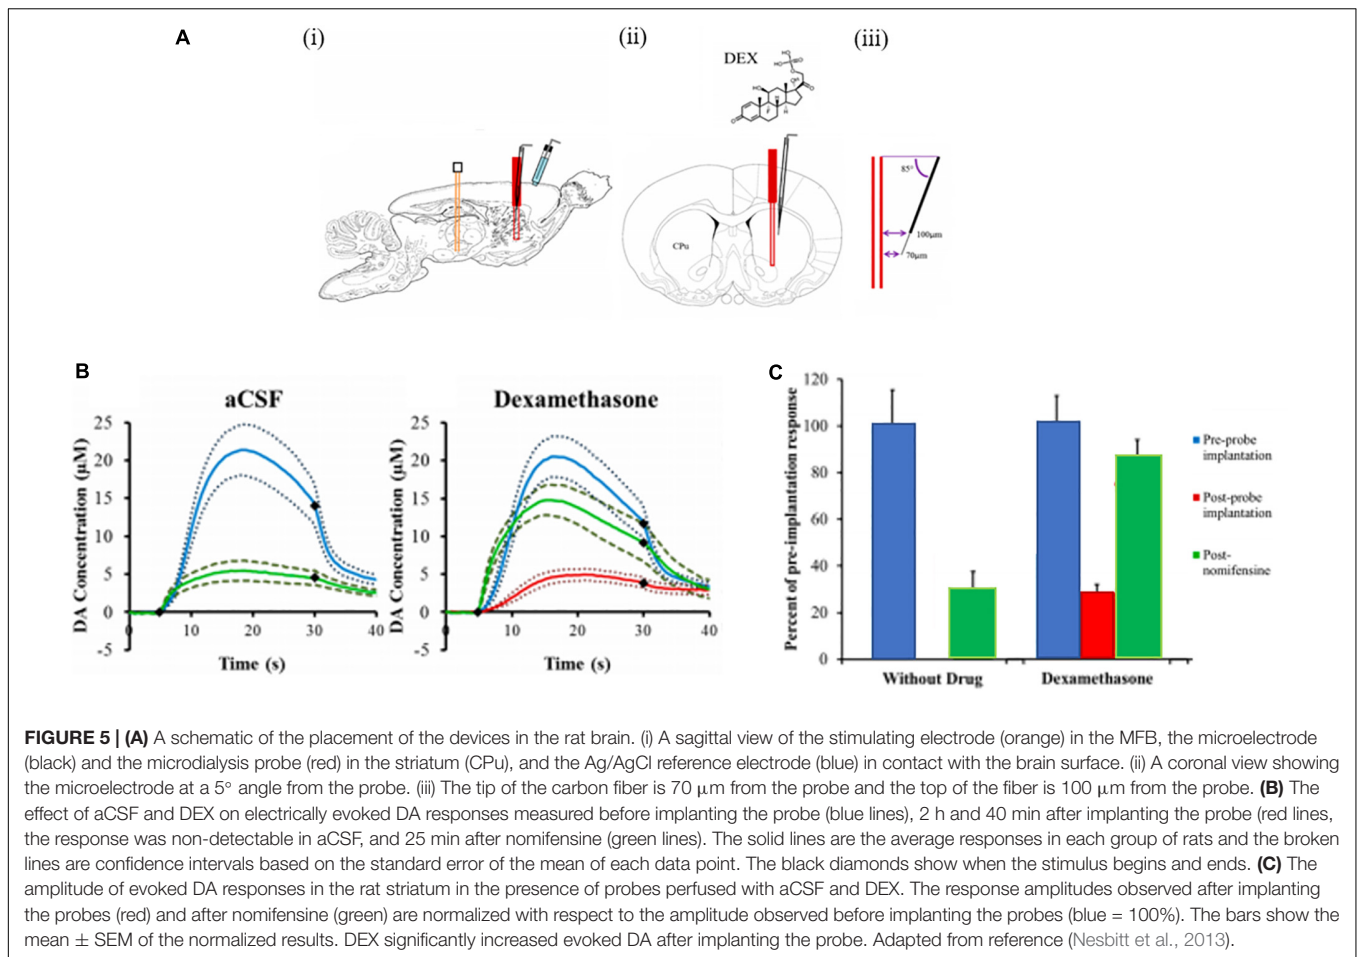 A
(i)
(ii)
(iii)
DEX
HO
HO
OH
O
HO
F
H
H
O
CPu
85°
100μm
70μm
B
aCSF
DA Concentration (μM)
25
20
15
10
5
0
-5
0
10
20
30
40
Time (s)
Dexamethasone
DA Concentration (μM)
25
20
15
10
5
0
-5
0
10
20
30
40
Time (s)
C
Percent of pre-implantation response
120
100
80
60
40
20
0
Without Drug
Dexamethasone
Pre-probe
implantation
Post-probe
implantation
Post-
nomifensine
FIGURE 5 | (A) A schematic of the placement of the devices in the rat brain. (i) A sagittal view of the stimulating electrode (orange) in the MFB, the microelectrode
(black) and the microdialysis probe (red) in the striatum (CPu), and the Ag/AgCl reference electrode (blue) in contact with the brain surface. (ii) A coronal view showing
the microelectrode at a 5° angle from the probe. (iii) The tip of the carbon fiber is 70 μm from the probe and the top of the fiber is 100 μm from the probe. (B) The
effect of aCSF and DEX on electrically evoked DA responses measured before implanting the probe (blue lines), 2 h and 40 min after implanting the probe (red lines,
the response was non-detectable in aCSF, and 25 min after nomifensine (green lines). The solid lines are the average responses in each group of rats and the broken
lines are confidence intervals based on the standard error of the mean of each data point. The black diamonds show when the stimulus begins and ends. (C) The
amplitude of evoked DA responses in the rat striatum in the presence of probes perfused with aCSF and DEX. The response amplitudes observed after implanting
the probes (red) and after nomifensine (green) are normalized with respect to the amplitude observed before implanting the probes (blue = 100%). The bars show the
mean ± SEM of the normalized results. DEX significantly increased evoked DA after implanting the probe. Adapted from reference (Nesbitt et al., 2013).